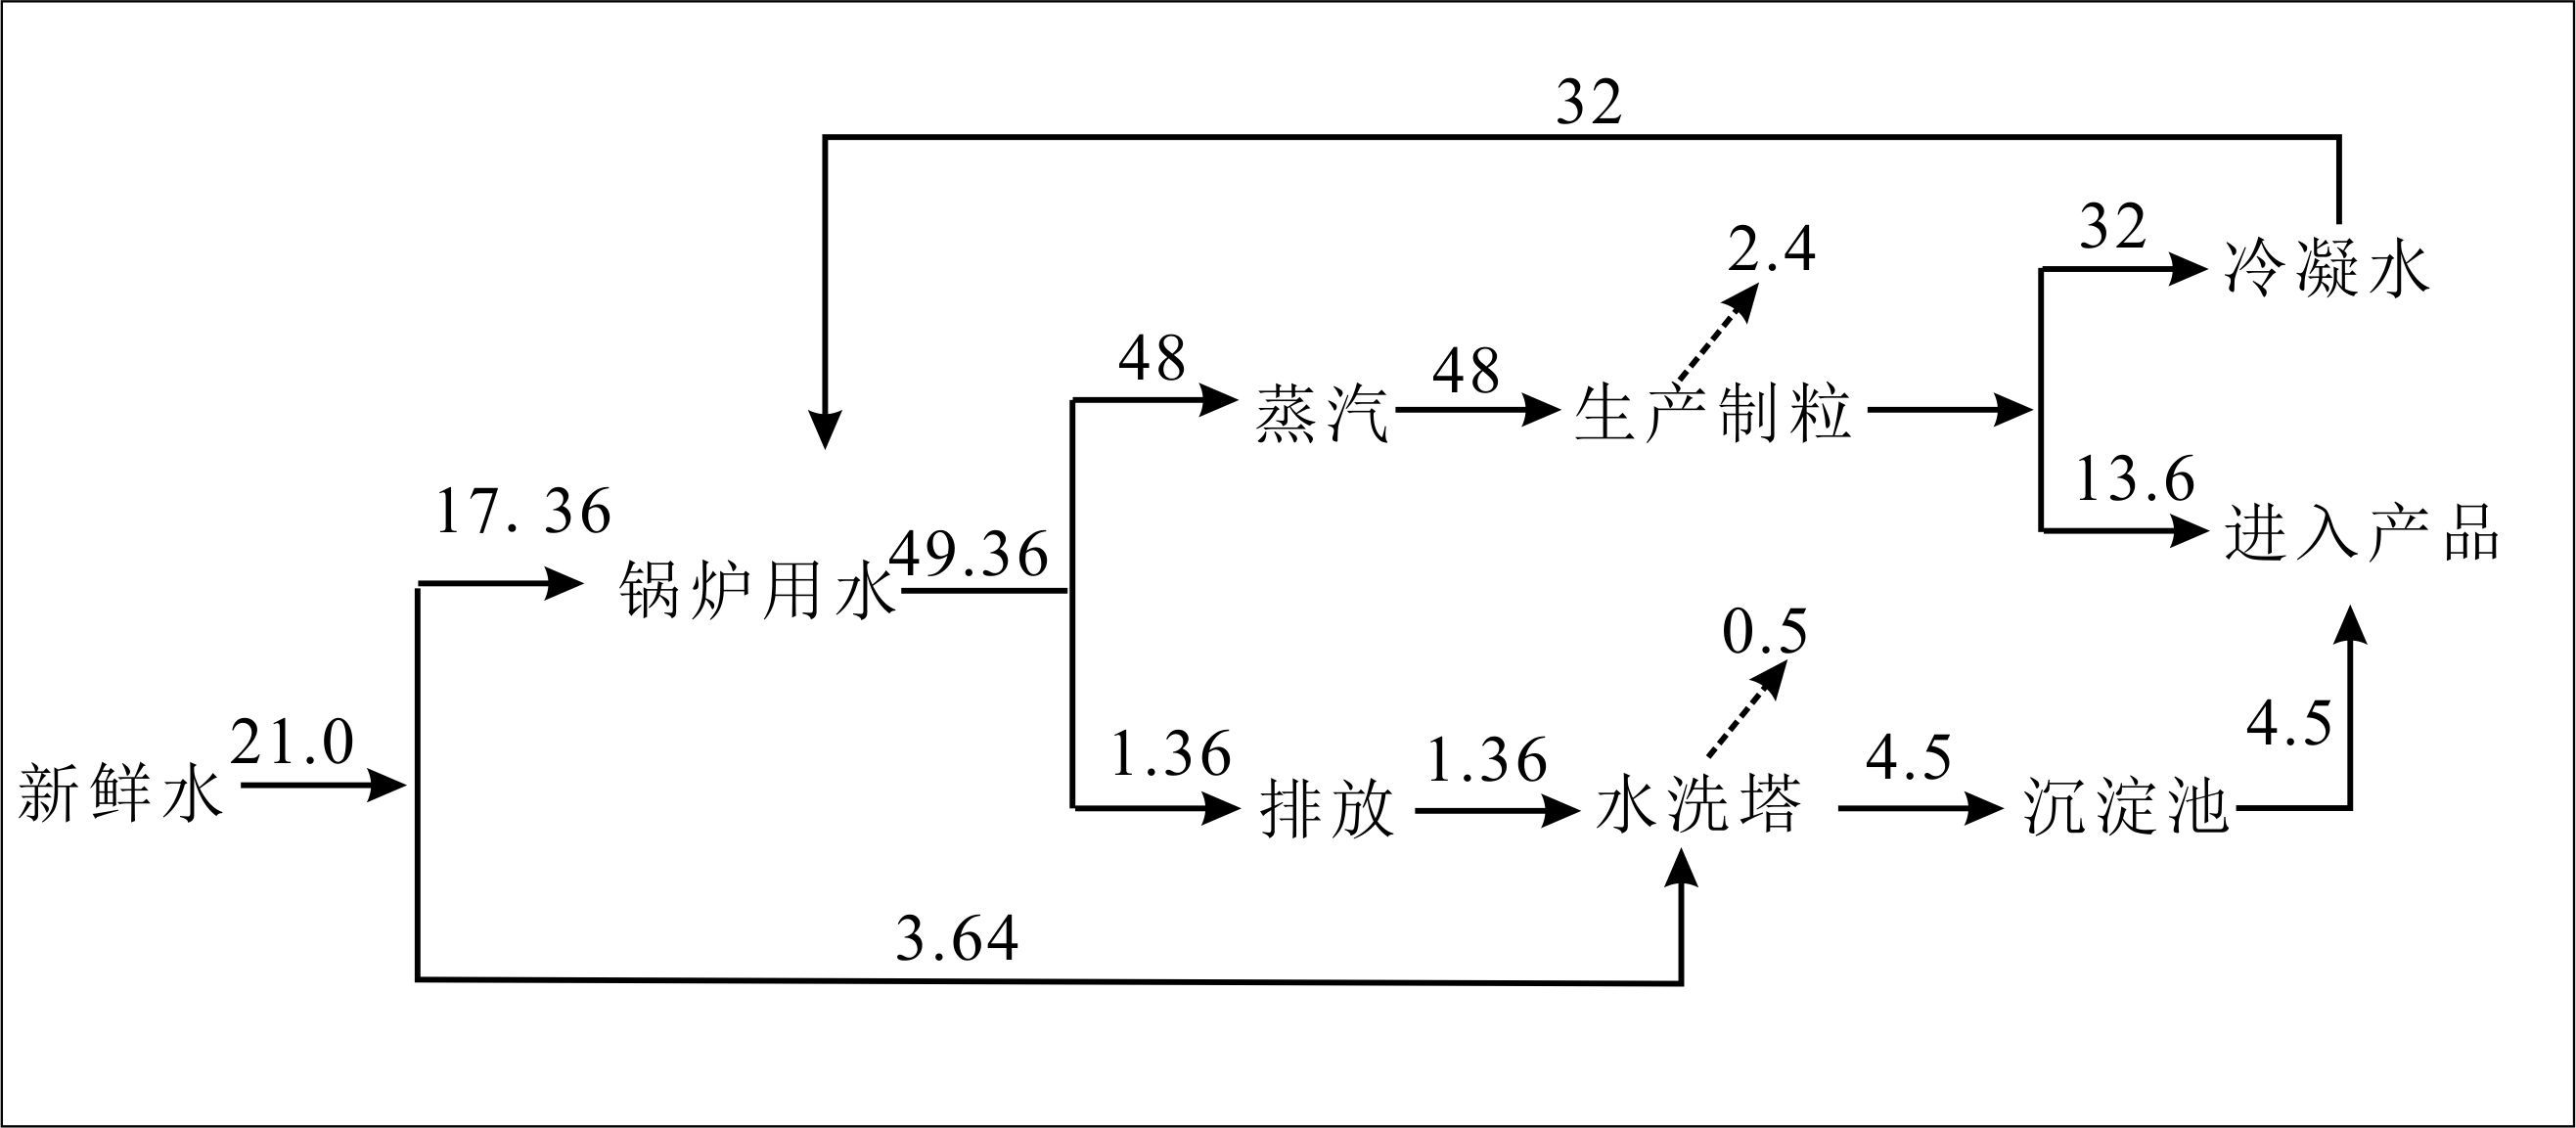 32
2.4
32
冷凝水
48
蒸汽
48
生产制粒
13.6
进入产品
17. 36
锅炉用水
49.36
0.5
新鲜水
21.0
1.36
排放
1.36
水洗塔
4.5
沉淀池
4.5
3.64